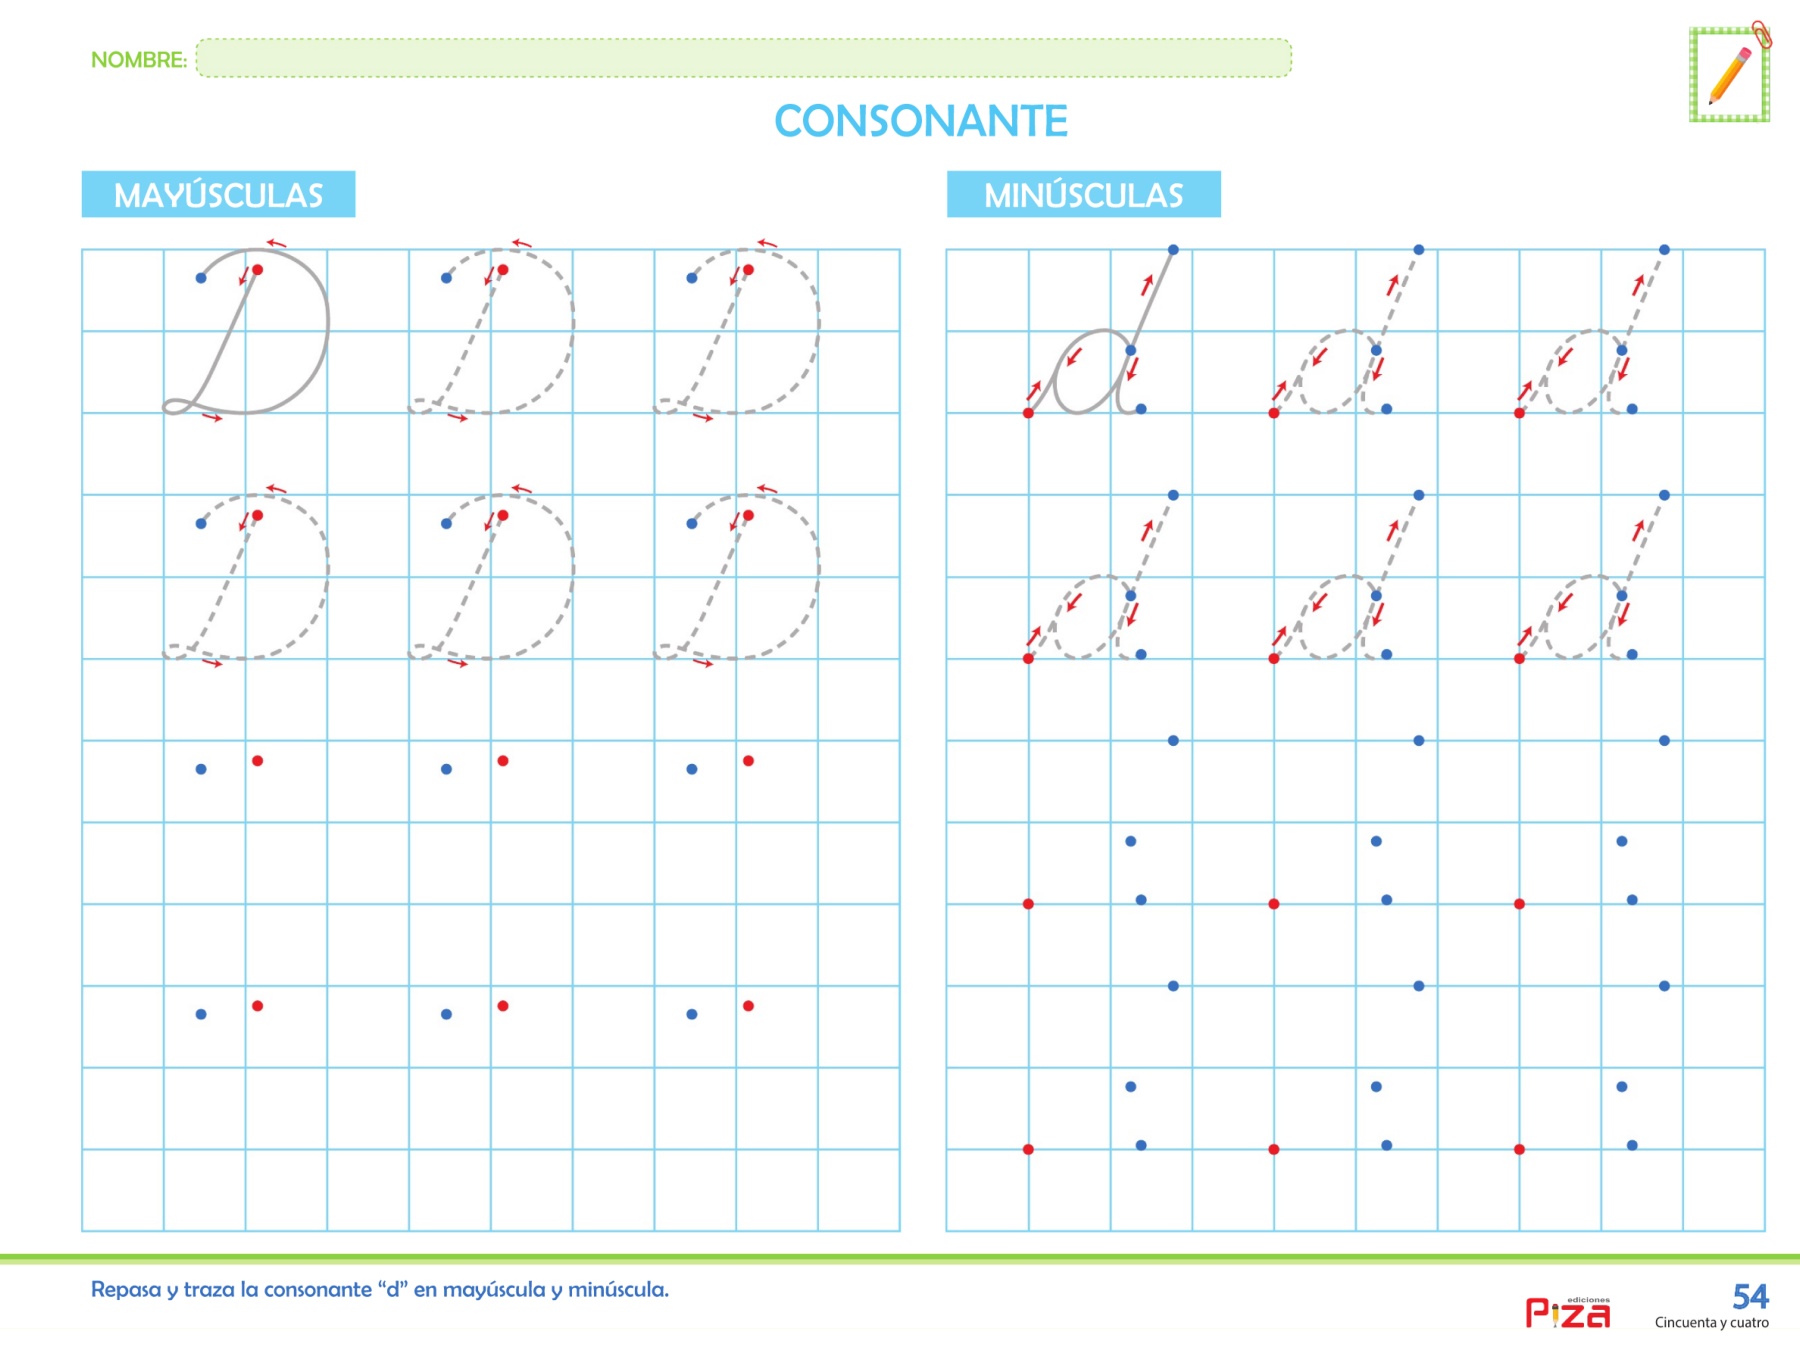 NOMBRE:
CONSONANTE
MAYÚSCULAS
MINÚSCULAS
D D D
d d d
D D D
d d d
Repasa y traza la consonante “d” en mayúscula y minúscula.
ediciones
Piza
54
Cincuenta y cuatro